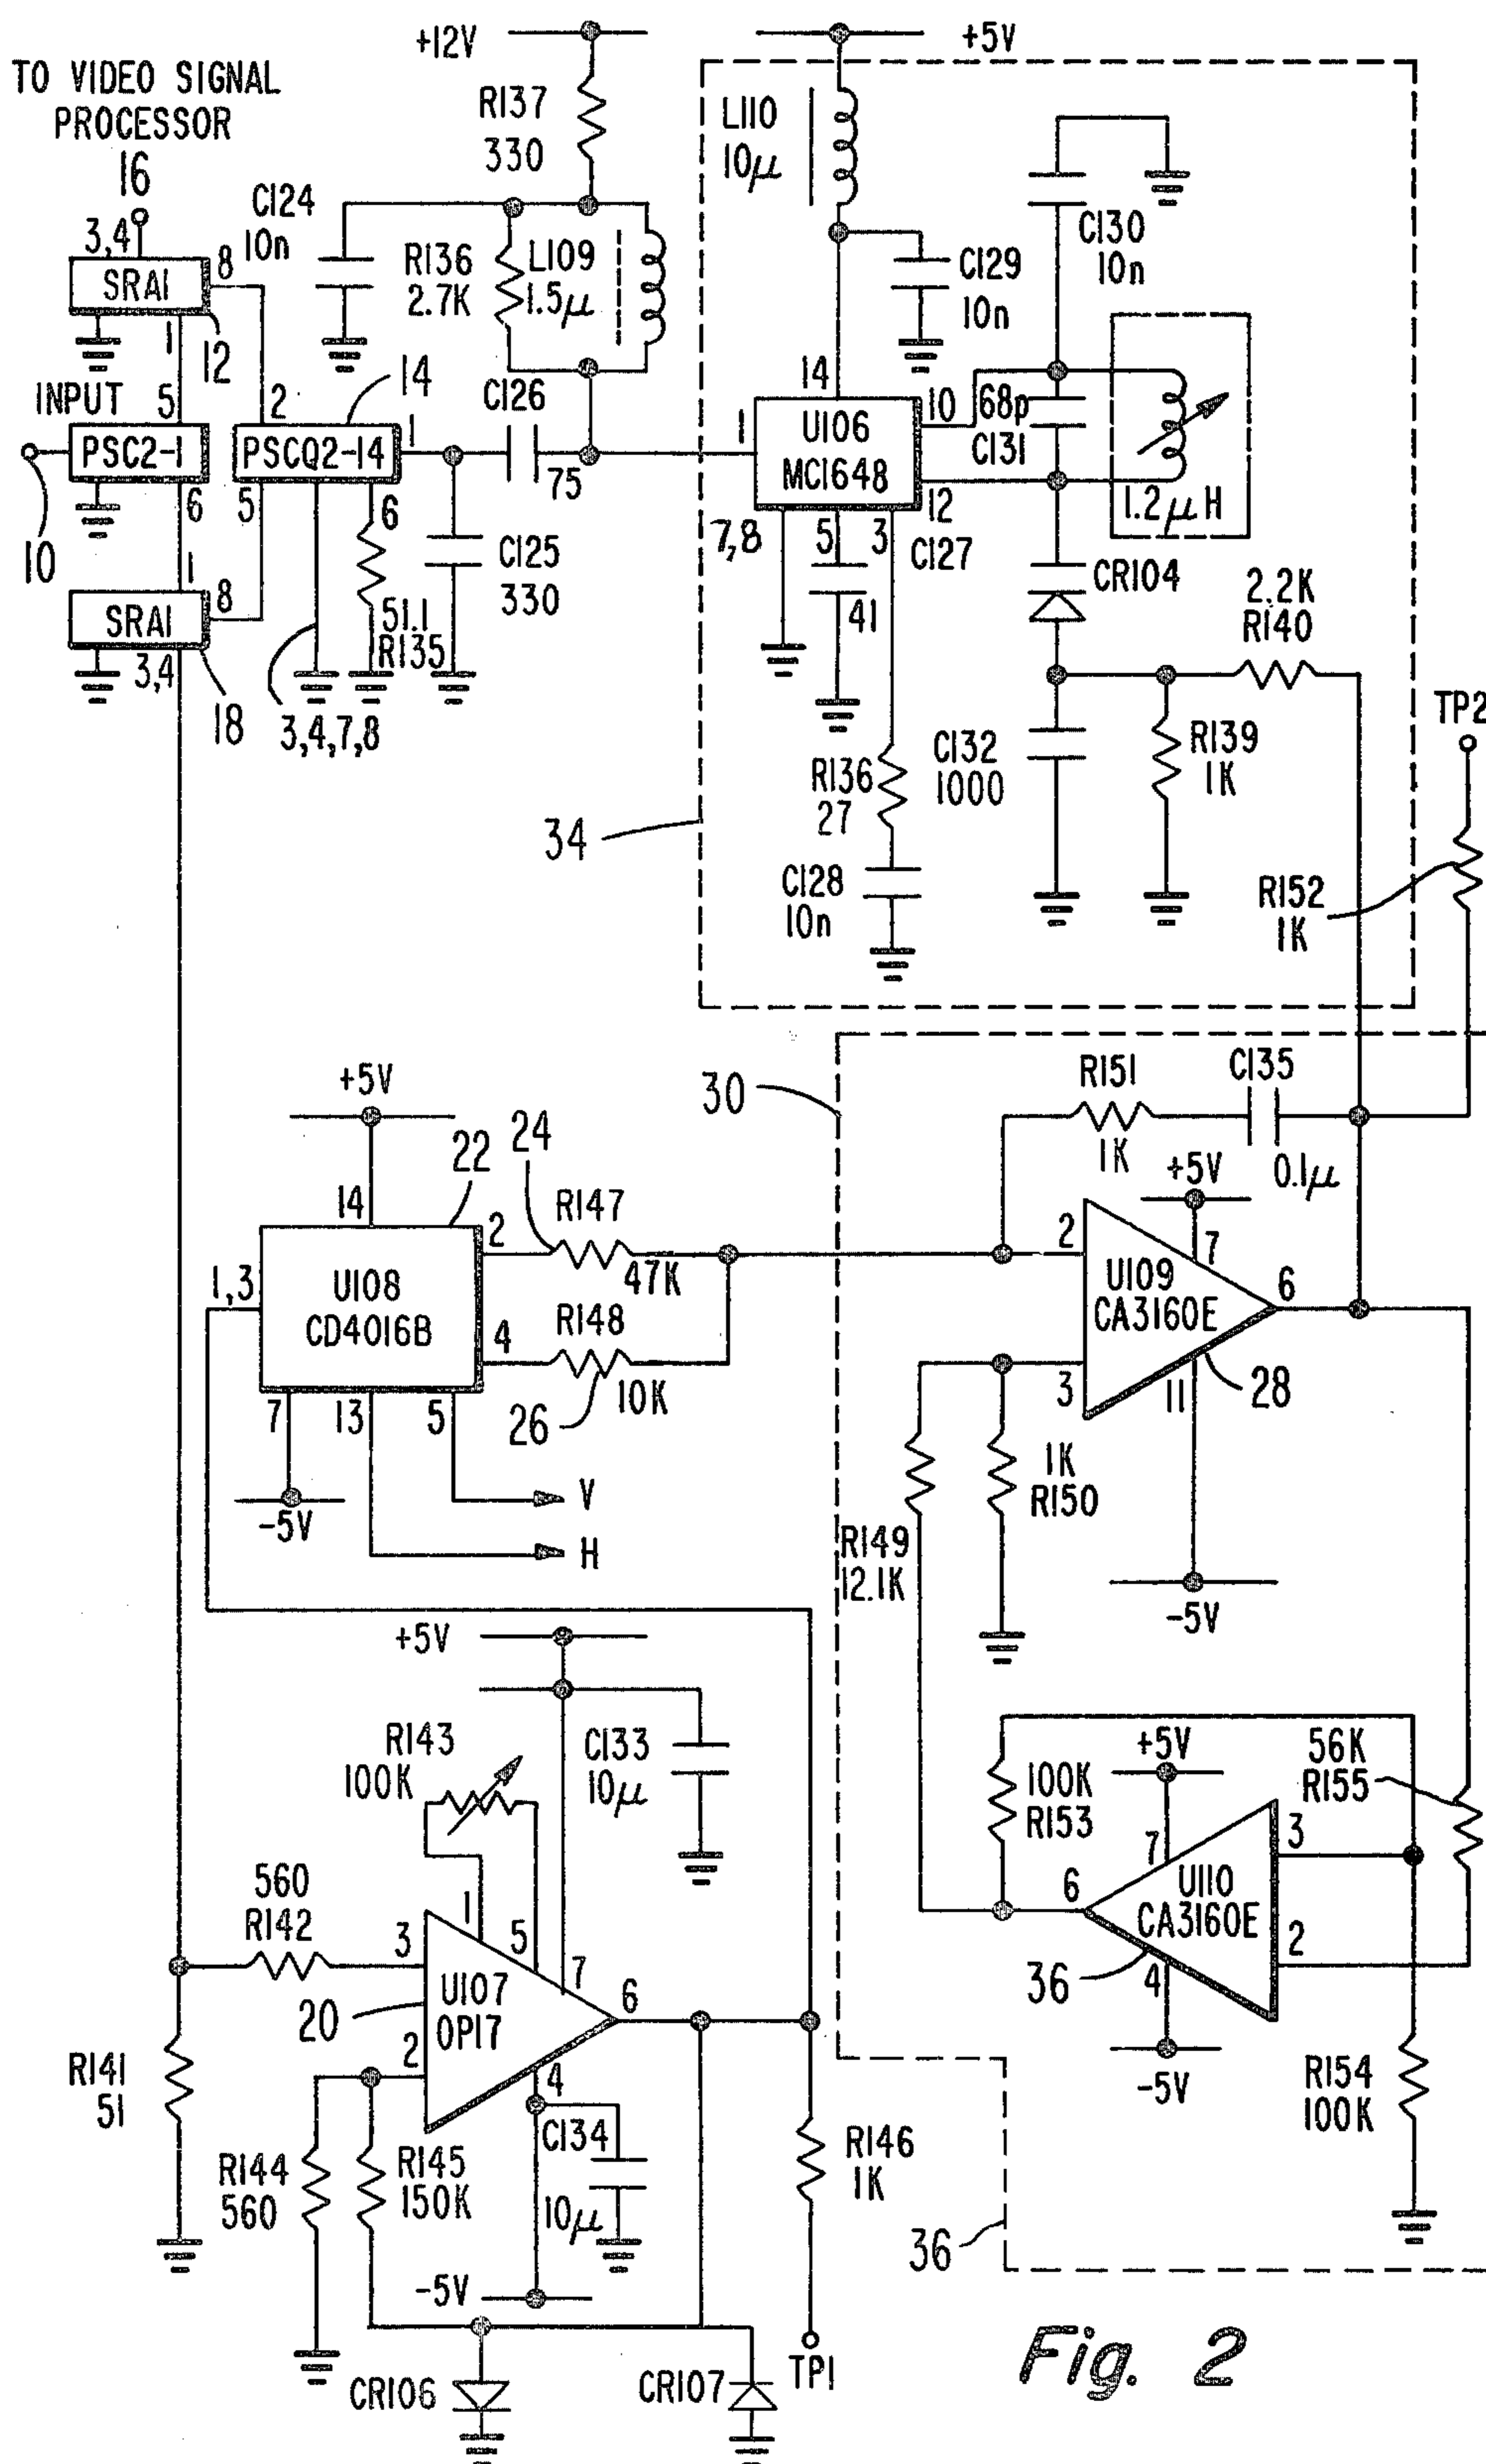 +12V
+5V
TO VIDEO SIGNAL
PROCESSOR
16
R137
330
L110
10μ
C124
10n
3,4
8
SRA1
R136
2.7K
L109
1.5μ
C130
10n
C129
10n
1
12
14
14
INPUT
5
2
C126
10
68p
C131
PSC2-1
PSCQ2-14
1
75
1
U106
MC1648
12
1.2μH
6
5
6
7,8
5
3
C127
10
1
8
C125
330
CR104
2.2K
R140
SRA1
51.1
R135
41
3,4
18
3,4,7,8
TP2
R136
27
C132
1000
R139
1K
34
C128
10n
R152
1K
+5V
30
R151
1K
C135
0.1μ
22
24
14
R147
47K
2
+5V
7
2
1,3
U108
CD4016B
U109
CA3160E
6
4
R148
10K
3
11
28
7
13
5
26
1K
R150
V
-5V
H
R149
12.1K
+5V
-5V
R143
100K
C133
10μ
+5V
56K
R155
100K
R153
7
3
560
R142
1
5
6
U110
CA3160E
3
7
2
U107
OP17
6
20
36
4
2
R141
51
4
-5V
R154
100K
C134
R144
560
R145
150K
10μ
R146
1K
36
-5V
CR106
CR107
TP1
Fig. 2